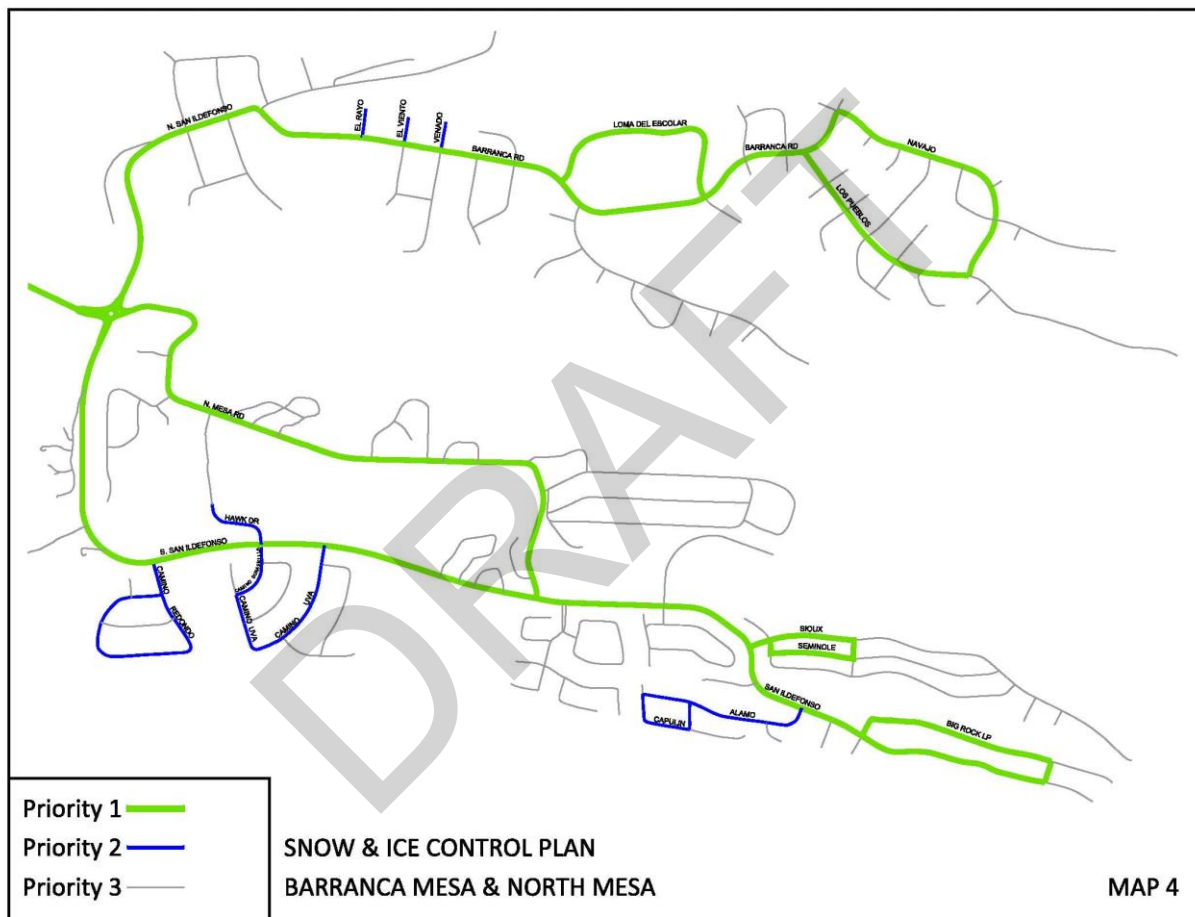 N. SAN ILDEFONSO
EL RAYO
EL VIENTO
VENADO
BARRANCA RD
LOMA DEL ESCOLAR
BARRANCA RD
NAVAJO
LOS PUEBLOS
N. MESA RD
HAWK DR
S. SAN ILDEFONSO
CAMINO
REDONDO
CAMINO
CAMINO UVA
CAMINO
UVA
SIOUX
SEMINOLE
SAN ILDEFONSO
CAPULIN
ALAMO
BIG ROCK LP
DRAFT
Priority 1
Priority 2
Priority 3
SNOW & ICE CONTROL PLAN
BARRANCA MESA & NORTH MESA
MAP 4